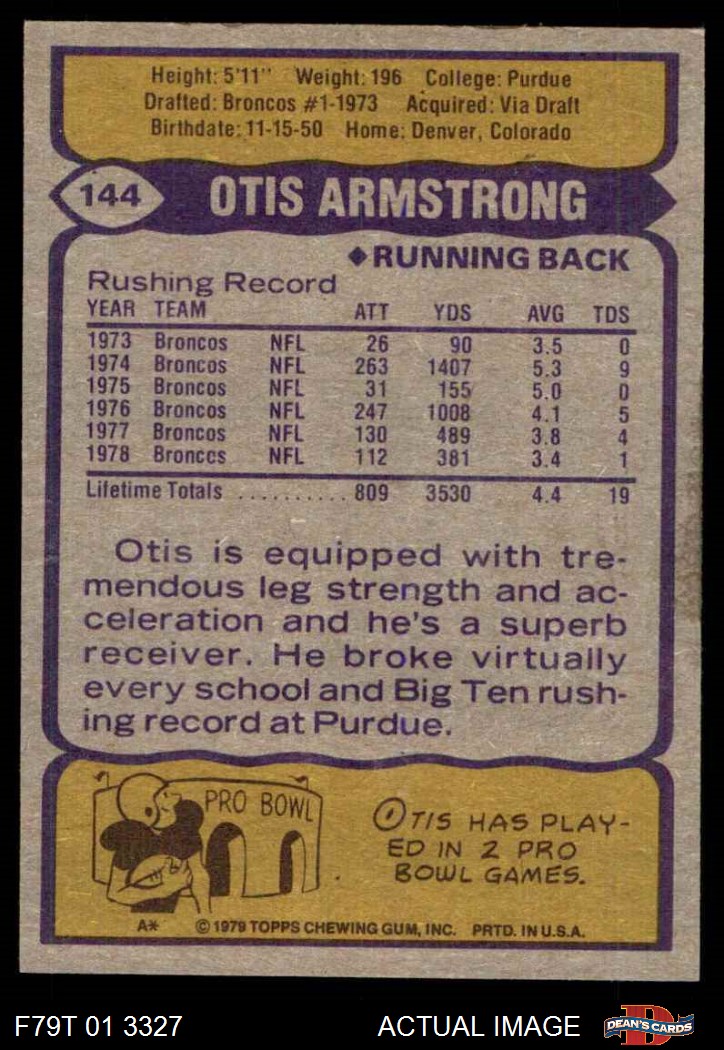 Height: 5'11" Weight: 196 College: Purdue
Drafted: Broncos #1-1973 Acquired: Via Draft
Birthdate: 11-15-50 Home: Denver, Colorado
144 OTIS ARMSTRONG
◆RUNNING BACK
Rushing Record
YEAR TEAM ATT YDS AVG TDS
1973 Broncos NFL 26 90 3.5 0
1974 Broncos NFL 263 1407 5.3 9
1975 Broncos NFL 31 155 5.0 0
1976 Broncos NFL 247 1008 4.1 5
1977 Broncos NFL 130 489 3.8 4
1978 Broncos NFL 112 381 3.4 1
Lifetime Totals .......... 809 3530 4.4 19
Otis is equipped with tre-
mendous leg strength and ac-
celeration and he's a superb
receiver. He broke virtually
every school and Big Ten rush-
ing record at Purdue.
PRO BOWL
OTIS HAS PLAY-
ED IN 2 PRO
BOWL GAMES.
A* © 1979 TOPPS CHEWING GUM, INC. PRTD. IN U.S.A.
F79T 01 3327 ACTUAL IMAGE D DEAN'S CARDS